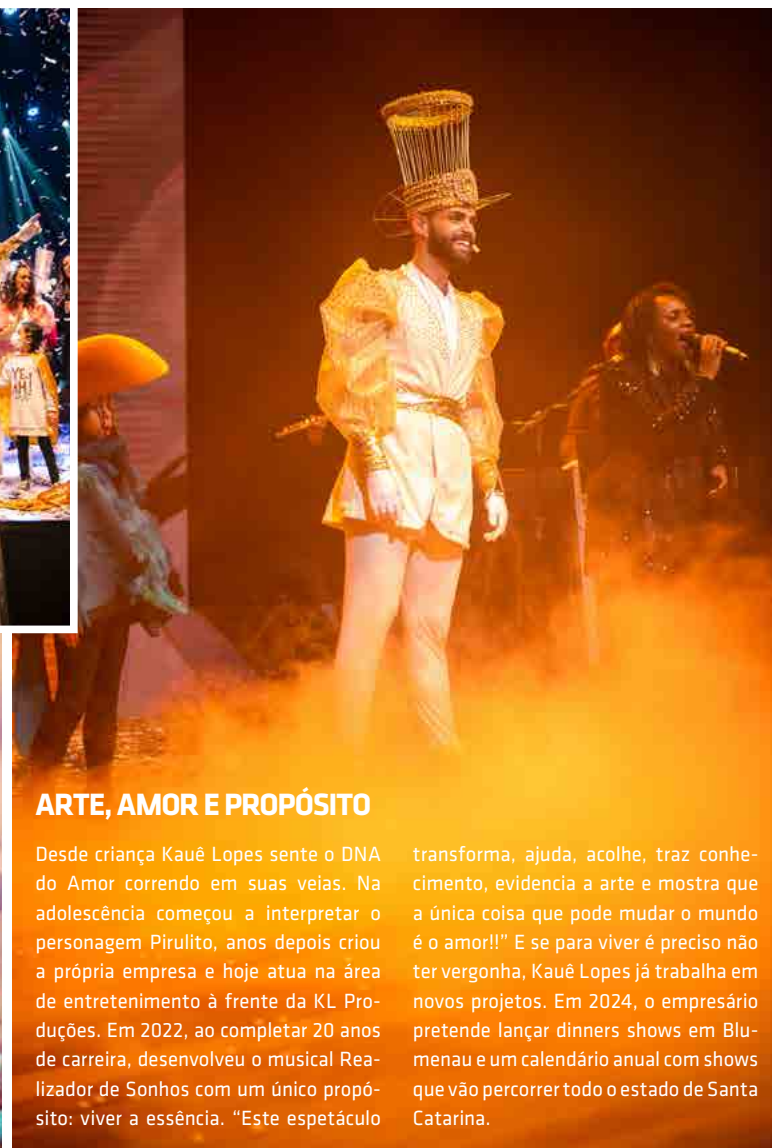 YE
AH!
ARTE, AMOR E PROPÓSITO
Desde criança Kauê Lopes sente o DNA
do Amor correndo em suas veias. Na
adolescência começou a interpretar o
personagem Pirulito, anos depois criou
a própria empresa e hoje atua na área
de entretenimento à frente da KL Pro-
duções. Em 2022, ao completar 20 anos
de carreira, desenvolveu o musical Rea-
lizador de Sonhos com um único propó-
sito: viver a essência. “Este espetáculo
transforma, ajuda, acolhe, traz conhe-
cimento, evidencia a arte e mostra que
a única coisa que pode mudar o mundo
é o amor!!” E se para viver é preciso não
ter vergonha, Kauê Lopes já trabalha em
novos projetos. Em 2024, o empresário
pretende lançar dinners shows em Blu-
menau e um calendário anual com shows
que vão percorrer todo o estado de Santa
Catarina.